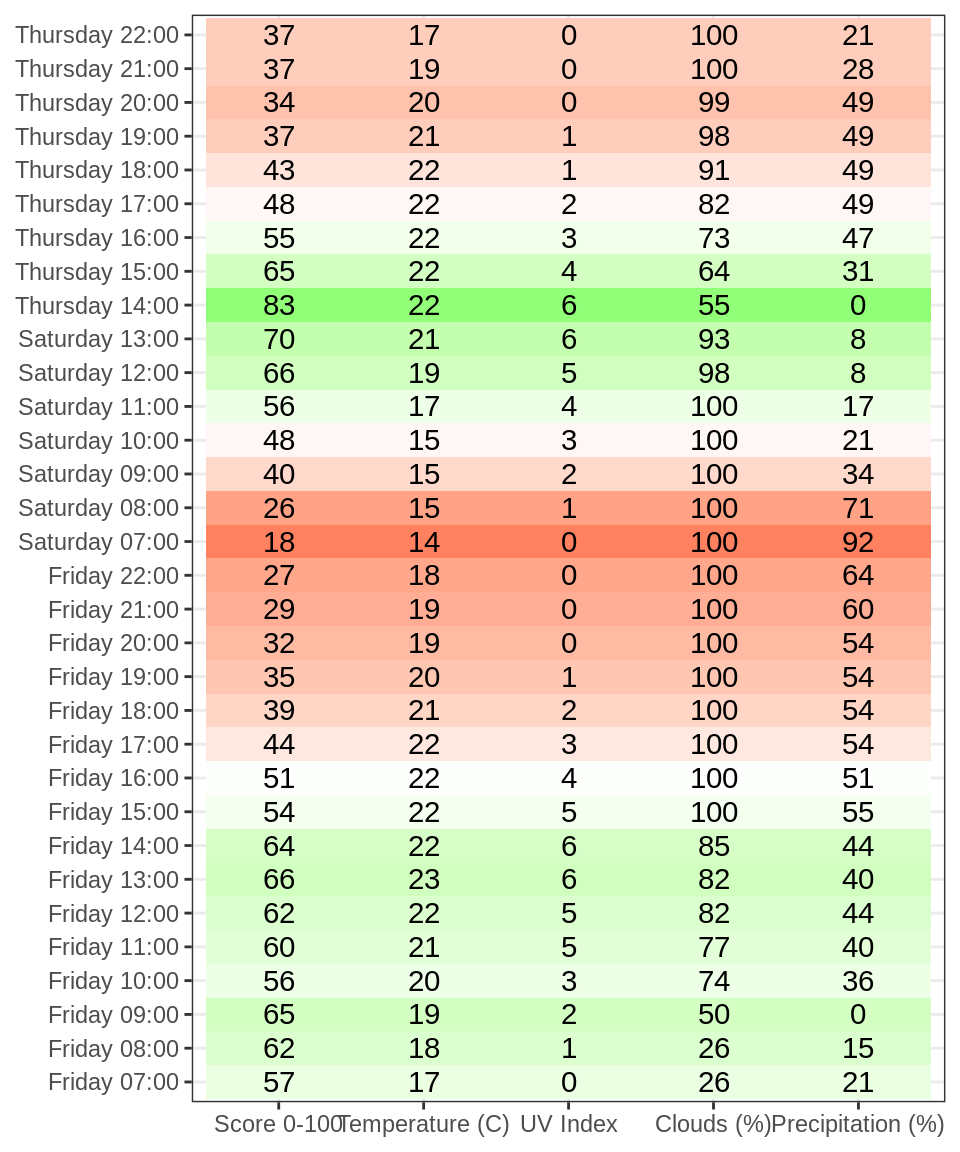 Thursday 22:00 37 17 0 100 21
Thursday 21:00 37 19 0 100 28
Thursday 20:00 34 20 0 99 49
Thursday 19:00 37 21 1 98 49
Thursday 18:00 43 22 1 91 49
Thursday 17:00 48 22 2 82 49
Thursday 16:00 55 22 3 73 47
Thursday 15:00 65 22 4 64 31
Thursday 14:00 83 22 6 55 0
Saturday 13:00 70 21 6 93 8
Saturday 12:00 66 19 5 98 8
Saturday 11:00 56 17 4 100 17
Saturday 10:00 48 15 3 100 21
Saturday 09:00 40 15 2 100 34
Saturday 08:00 26 15 1 100 71
Saturday 07:00 18 14 0 100 92
Friday 22:00 27 18 0 100 64
Friday 21:00 29 19 0 100 60
Friday 20:00 32 19 0 100 54
Friday 19:00 35 20 1 100 54
Friday 18:00 39 21 2 100 54
Friday 17:00 44 22 3 100 54
Friday 16:00 51 22 4 100 51
Friday 15:00 54 22 5 100 55
Friday 14:00 64 22 6 85 44
Friday 13:00 66 23 6 82 40
Friday 12:00 62 22 5 82 44
Friday 11:00 60 21 5 77 40
Friday 10:00 56 20 3 74 36
Friday 09:00 65 19 2 50 0
Friday 08:00 62 18 1 26 15
Friday 07:00 57 17 0 26 21
Score 0-100 Temperature (C) UV Index Clouds (%) Precipitation (%)